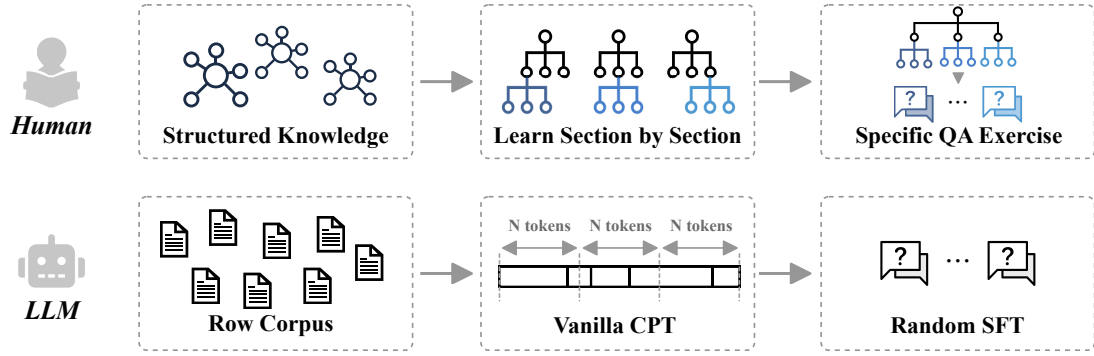 Human
Structured Knowledge
Learn Section by Section
? ... ?
Specific QA Exercise
LLM
Row Corpus
N tokens N tokens N tokens
Vanilla CPT
? ... ?
Random SFT